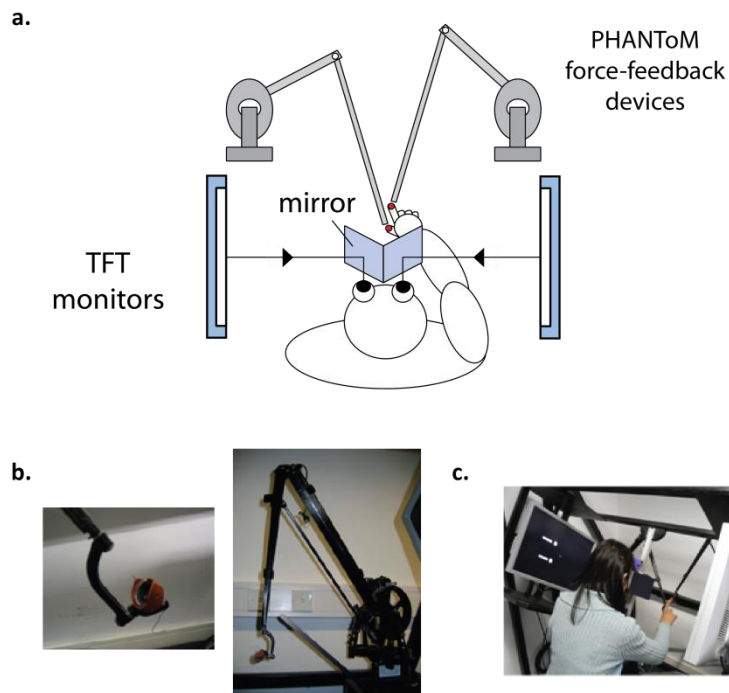 a.
PHANToM
force-feedback
devices
mirror
TFT
monitors
b.
c.